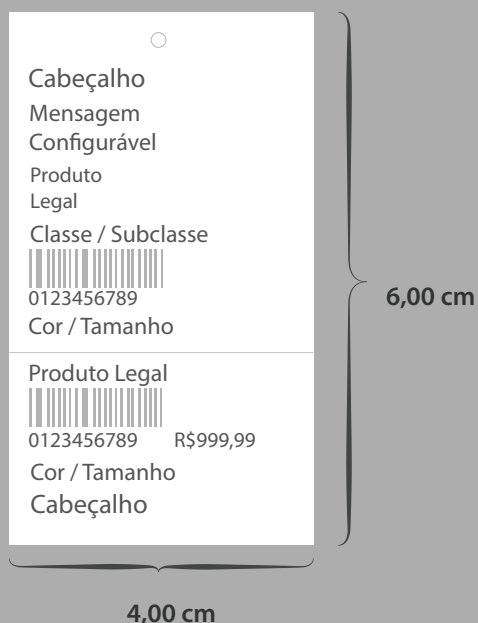 Cabeçalho
Mensagem
Configurável
Produto
Legal
Classe / Subclasse
0123456789
Cor / Tamanho
Produto Legal
0123456789 R$999,99
Cor / Tamanho
Cabeçalho
6,00 cm
4,00 cm